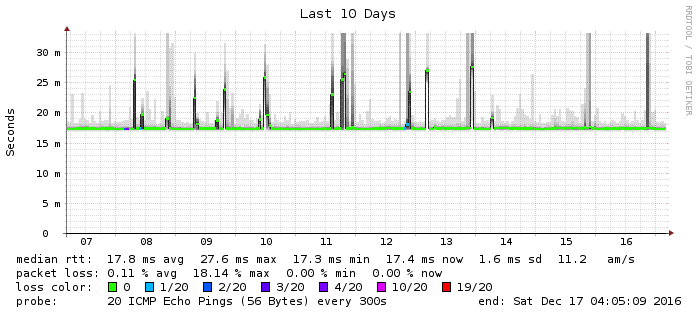 Last 10 Days
RRDTOOL / TOBI OETIKER
Seconds
30 m
25 m
20 m
15 m
10 m
5 m
0
07 08 09 10 11 12 13 14 15 16
median rtt: 17.8 ms avg 27.6 ms max 17.3 ms min 17.4 ms now 1.6 ms sd 11.2 am/s
packet loss: 0.11 % avg 18.14 % max 0.00 % min 0.00 % now
loss color: 0 1/20 2/20 3/20 4/20 10/20 19/20
probe: 20 ICMP Echo Pings (56 Bytes) every 300s end: Sat Dec 17 04:05:09 2016